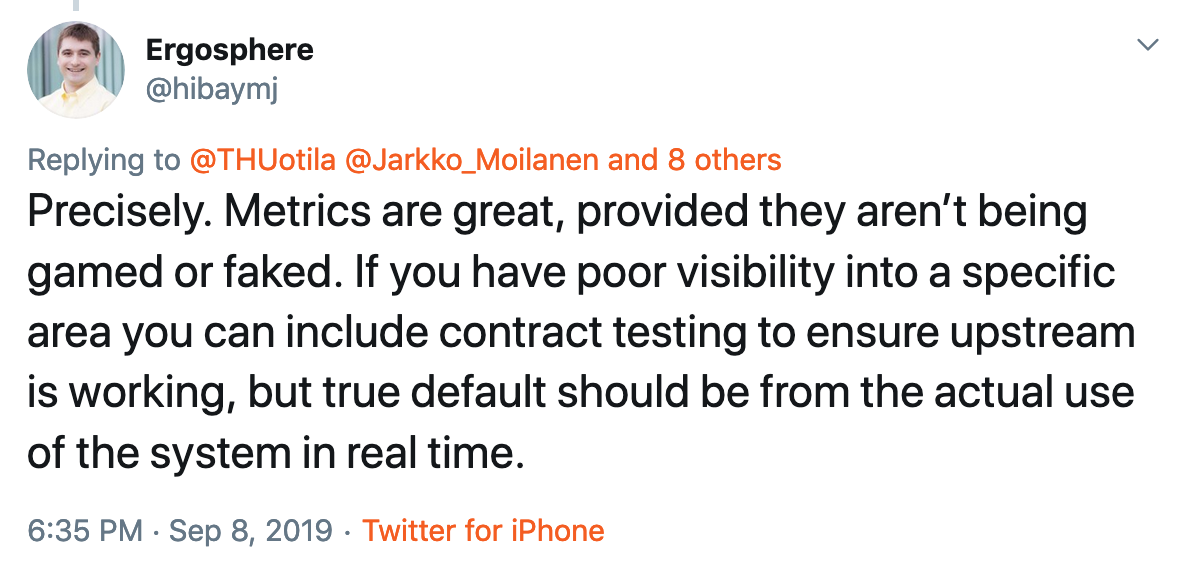 Ergosphere
@hibaymj
Replying to @THUotila @Jarkko_Moilanen and 8 others
Precisely. Metrics are great, provided they aren’t being
gamed or faked. If you have poor visibility into a specific
area you can include contract testing to ensure upstream
is working, but true default should be from the actual use
of the system in real time.
6:35 PM · Sep 8, 2019 · Twitter for iPhone